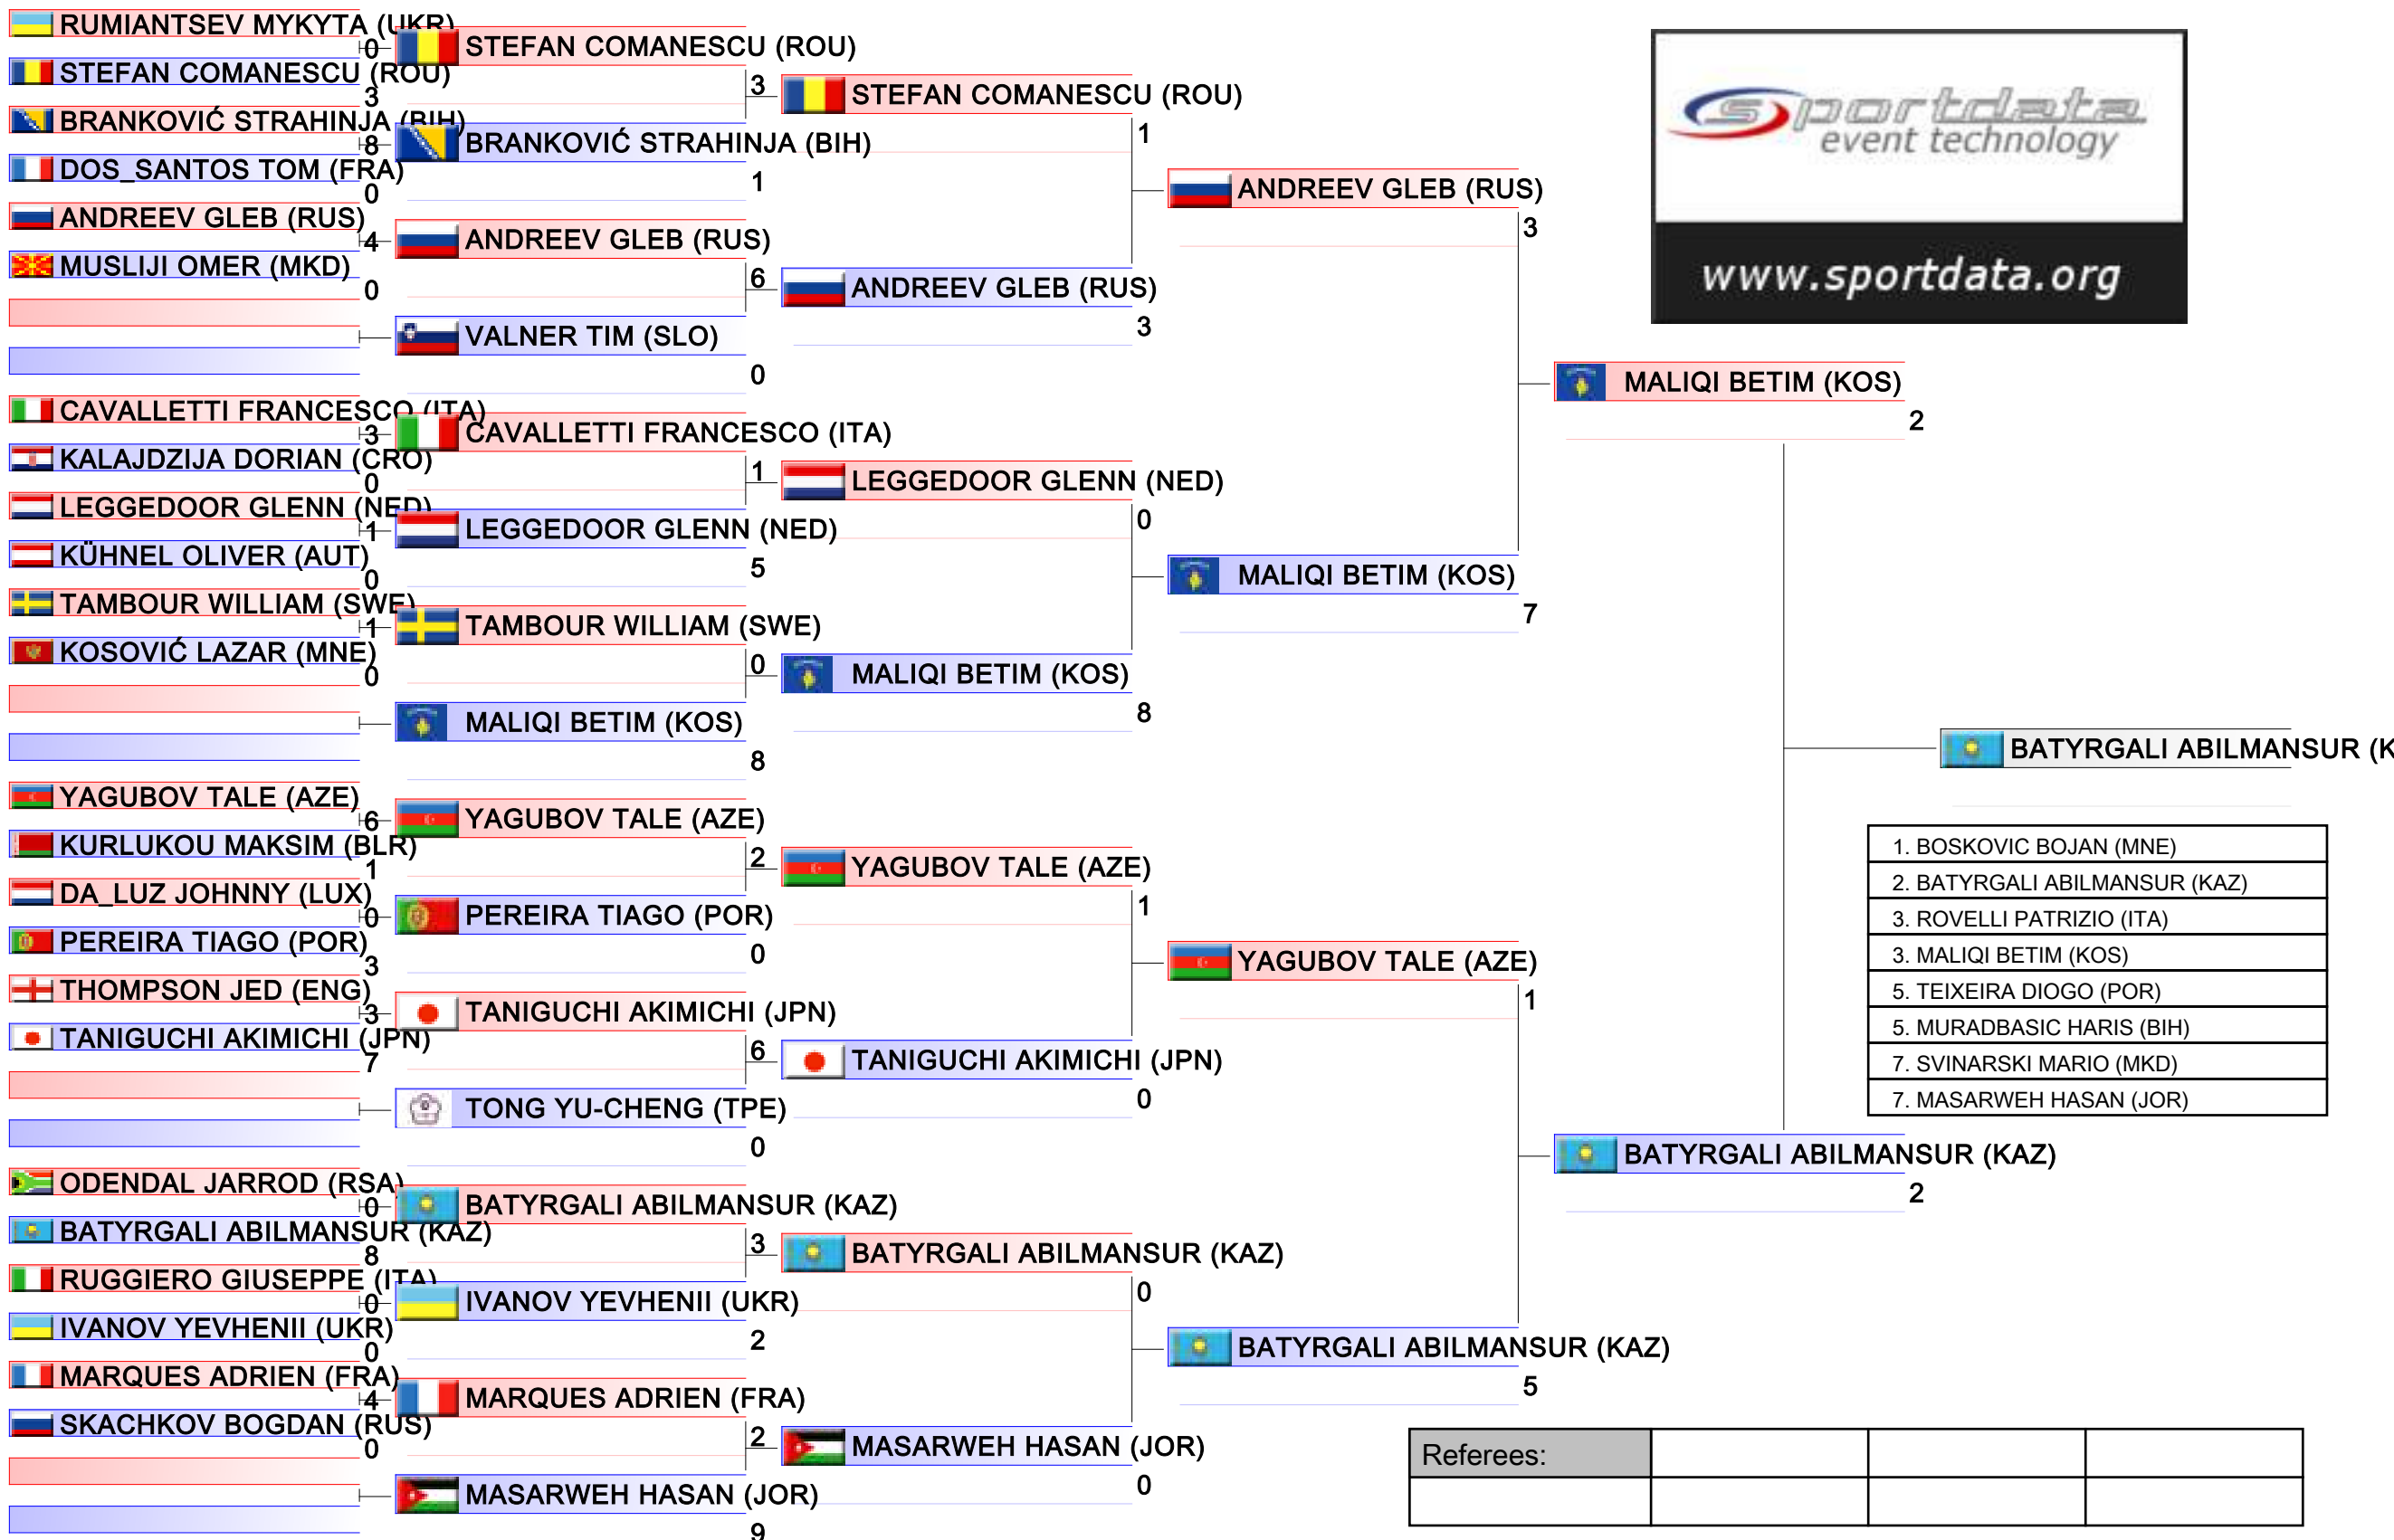 RUMIANTSEV MYKYTA (UKR)
0
STEFAN COMANESCU (ROU)
3
BRANKOVIĆ STRAHINJA (BIH)
8
DOS_SANTOS TOM (FRA)
0
ANDREEV GLEB (RUS)
4
MUSLIJI OMER (MKD)
0
CAVALLETTI FRANCESCO (ITA)
3
KALAJDZIJA DORIAN (CRO)
0
LEGGEDOOR GLENN (NED)
1
KÜHNEL OLIVER (AUT)
0
TAMBOUR WILLIAM (SWE)
1
KOSOVIĆ LAZAR (MNE)
0
YAGUBOV TALE (AZE)
6
KURLUKOU MAKSIM (BLR)
1
DA_LUZ JOHNNY (LUX)
0
PEREIRA TIAGO (POR)
3
THOMPSON JED (ENG)
3
TANIGUCHI AKIMICHI (JPN)
7
ODENDAL JARROD (RSA)
0
BATYRGALI ABILMANSUR (KAZ)
8
RUGGIERO GIUSEPPE (ITA)
0
IVANOV YEVHENII (UKR)
0
MARQUES ADRIEN (FRA)
4
SKACHKOV BOGDAN (RUS)
0
STEFAN COMANESCU (ROU)
3
BRANKOVIĆ STRAHINJA (BIH)
1
ANDREEV GLEB (RUS)
6
VALNER TIM (SLO)
0
CAVALLETTI FRANCESCO (ITA)
1
LEGGEDOOR GLENN (NED)
5
TAMBOUR WILLIAM (SWE)
0
MALIQI BETIM (KOS)
8
YAGUBOV TALE (AZE)
2
PEREIRA TIAGO (POR)
0
TANIGUCHI AKIMICHI (JPN)
6
TONG YU-CHENG (TPE)
0
BATYRGALI ABILMANSUR (KAZ)
3
IVANOV YEVHENII (UKR)
2
MARQUES ADRIEN (FRA)
2
MASARWEH HASAN (JOR)
9
STEFAN COMANESCU (ROU)
1
ANDREEV GLEB (RUS)
3
LEGGEDOOR GLENN (NED)
0
MALIQI BETIM (KOS)
8
YAGUBOV TALE (AZE)
1
TANIGUCHI AKIMICHI (JPN)
0
BATYRGALI ABILMANSUR (KAZ)
0
MASARWEH HASAN (JOR)
0
ANDREEV GLEB (RUS)
3
MALIQI BETIM (KOS)
7
YAGUBOV TALE (AZE)
1
BATYRGALI ABILMANSUR (KAZ)
5
MALIQI BETIM (KOS)
2
BATYRGALI ABILMANSUR (KAZ)
2
BATYRGALI ABILMANSUR (K
sportdata
event technology
www.sportdata.org
1. BOSKOVIC BOJAN (MNE)
2. BATYRGALI ABILMANSUR (KAZ)
3. ROVELLI PATRIZIO (ITA)
3. MALIQI BETIM (KOS)
5. TEIXEIRA DIOGO (POR)
5. MURADBASIC HARIS (BIH)
7. SVINARSKI MARIO (MKD)
7. MASARWEH HASAN (JOR)
Referees: